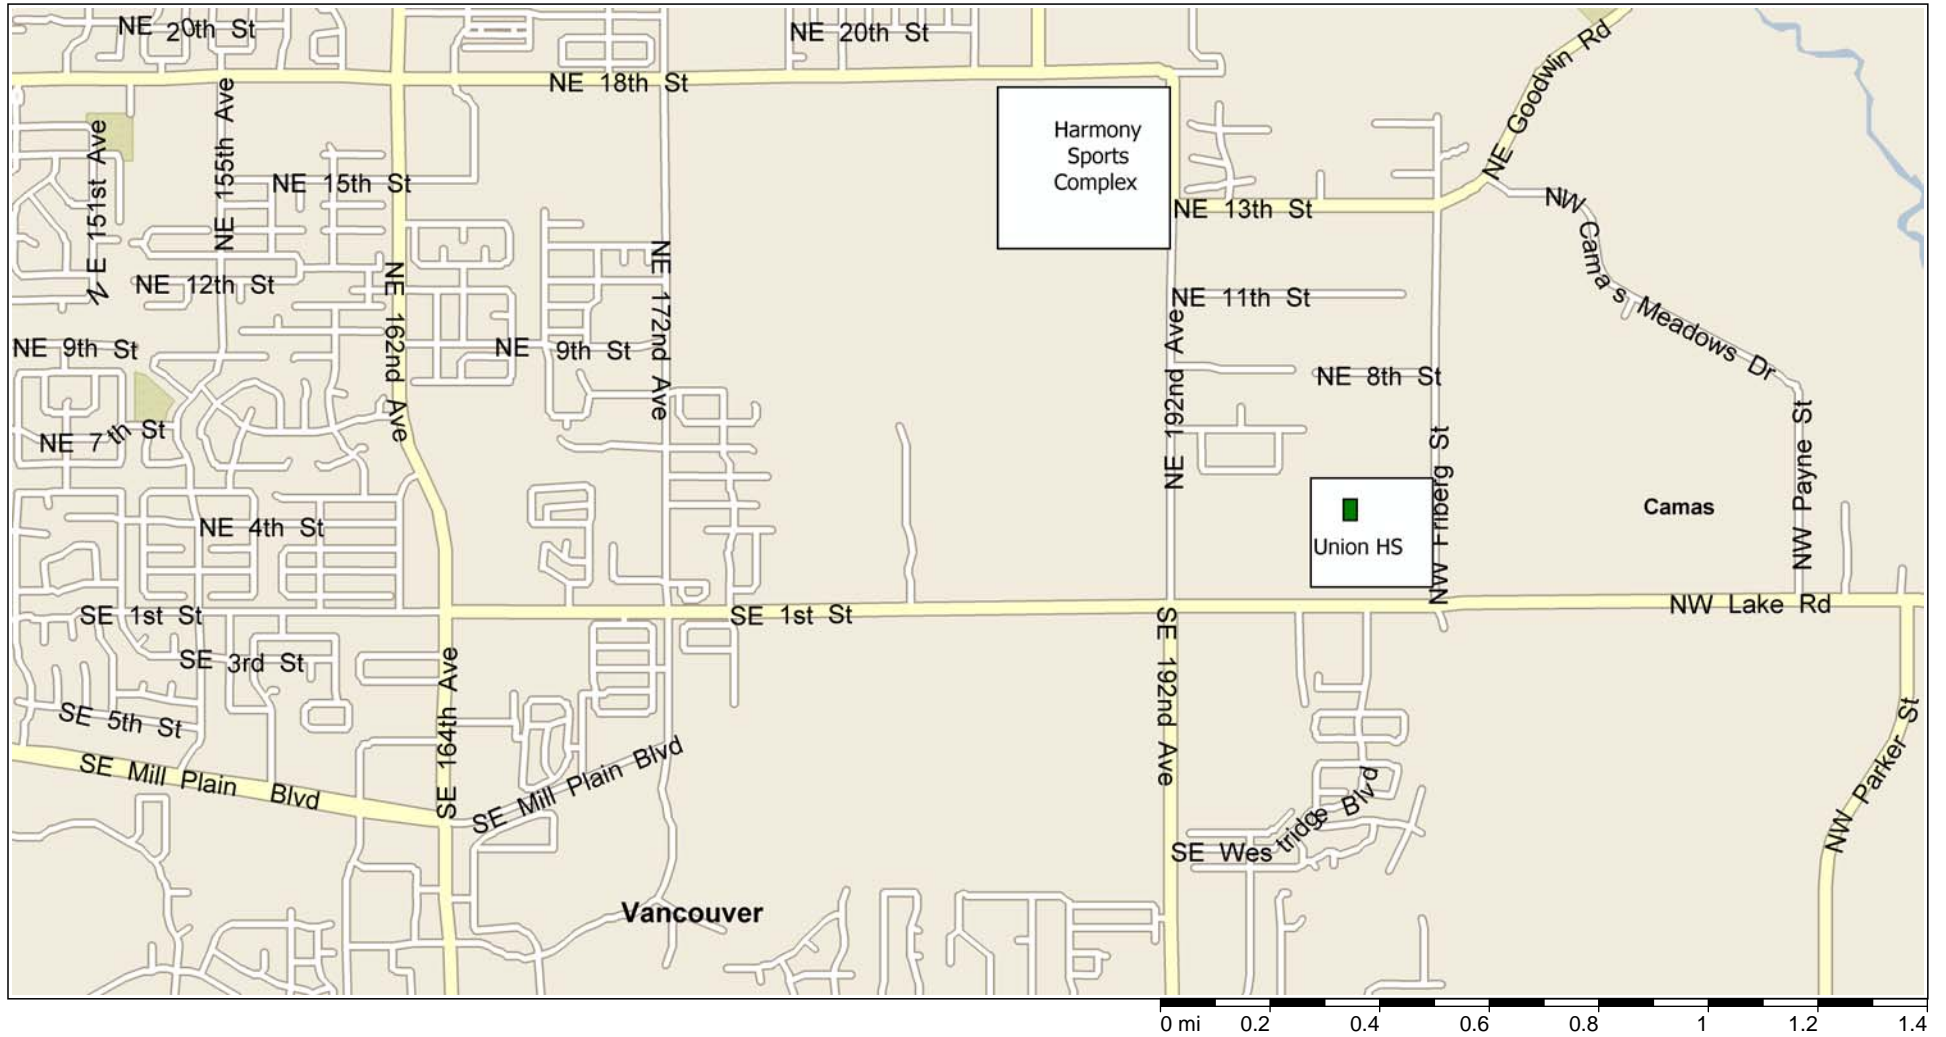 NE 20th St
NE 20th St
NE Goodwin Rd
NE 18th St
NE 155th Ave
NE 151st Ave
Harmony
Sports
Complex
NE 15th St
NW Camas Meadows Dr
NE 13th St
NE 162nd Ave
NE 172nd Ave
NE 12th St
NE 11th St
NE 192nd Ave
NE 9th St
NE 9th St
NE 8th St
NE 7th St
NW Friberg St
NW Payne St
Camas
NE 4th St
Union HS
SE 1st St
SE 1st St
NW Lake Rd
SE 192nd Ave
SE 3rd St
SE 164th Ave
SE 5th St
NW Parker St
SE Mill Plain Blvd
SE Mill Plain Blvd
SE Westridge Blvd
Vancouver
0 mi 0.2 0.4 0.6 0.8 1 1.2 1.4